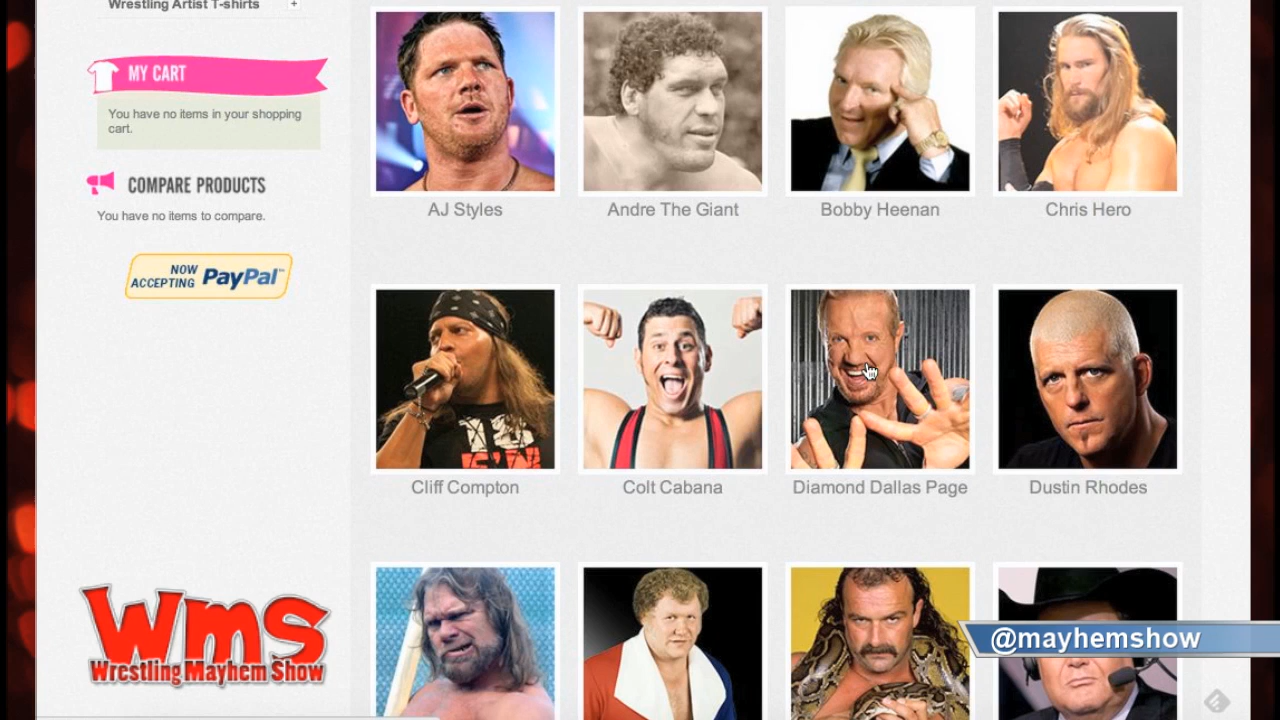 Wrestling Artist T-shirts +
MY CART
You have no items in your shopping
cart.
COMPARE PRODUCTS
You have no items to compare.
NOW
ACCEPTING PayPal
AJ Styles
Andre The Giant
Bobby Heenan
Chris Hero
Cliff Compton
Colt Cabana
Diamond Dallas Page
Dustin Rhodes
@mayhemshow
WMS
Wrestling Mayhem Show